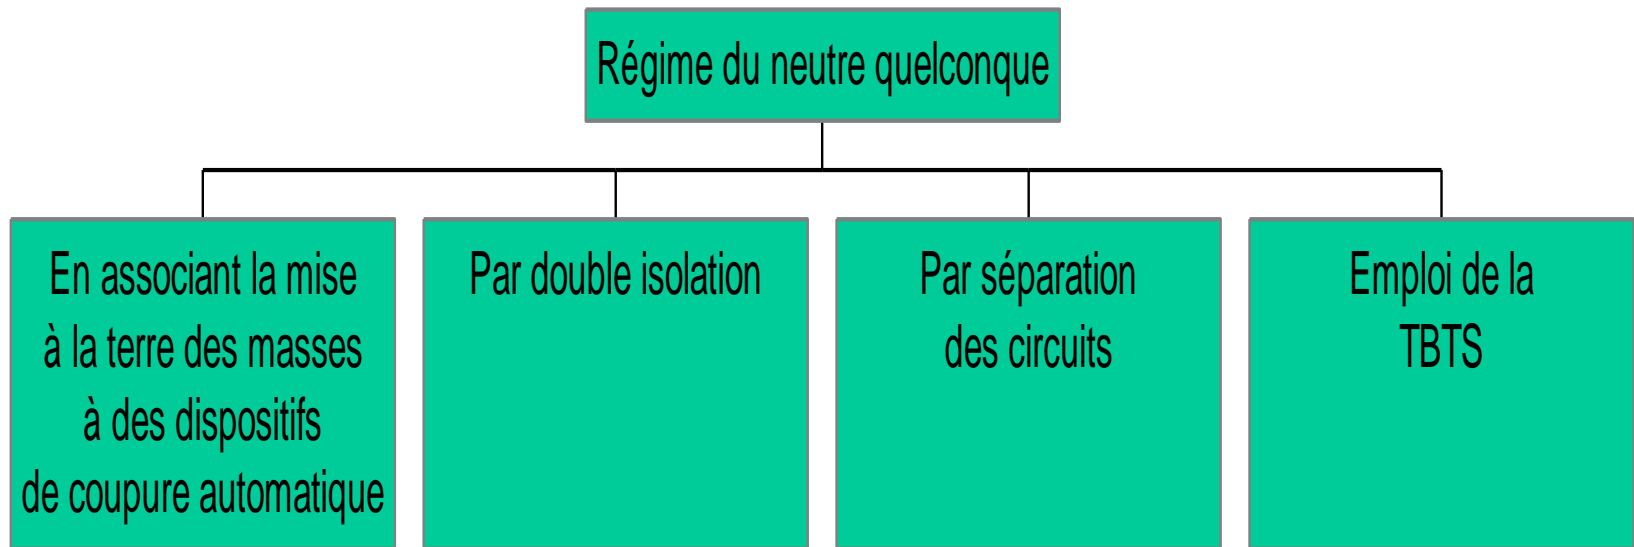 Régime du neutre quelconque
En associant la mise
à la terre des masses
à des dispositifs
de coupure automatique
Par double isolation
Par séparation
des circuits
Emploi de la
TBTS